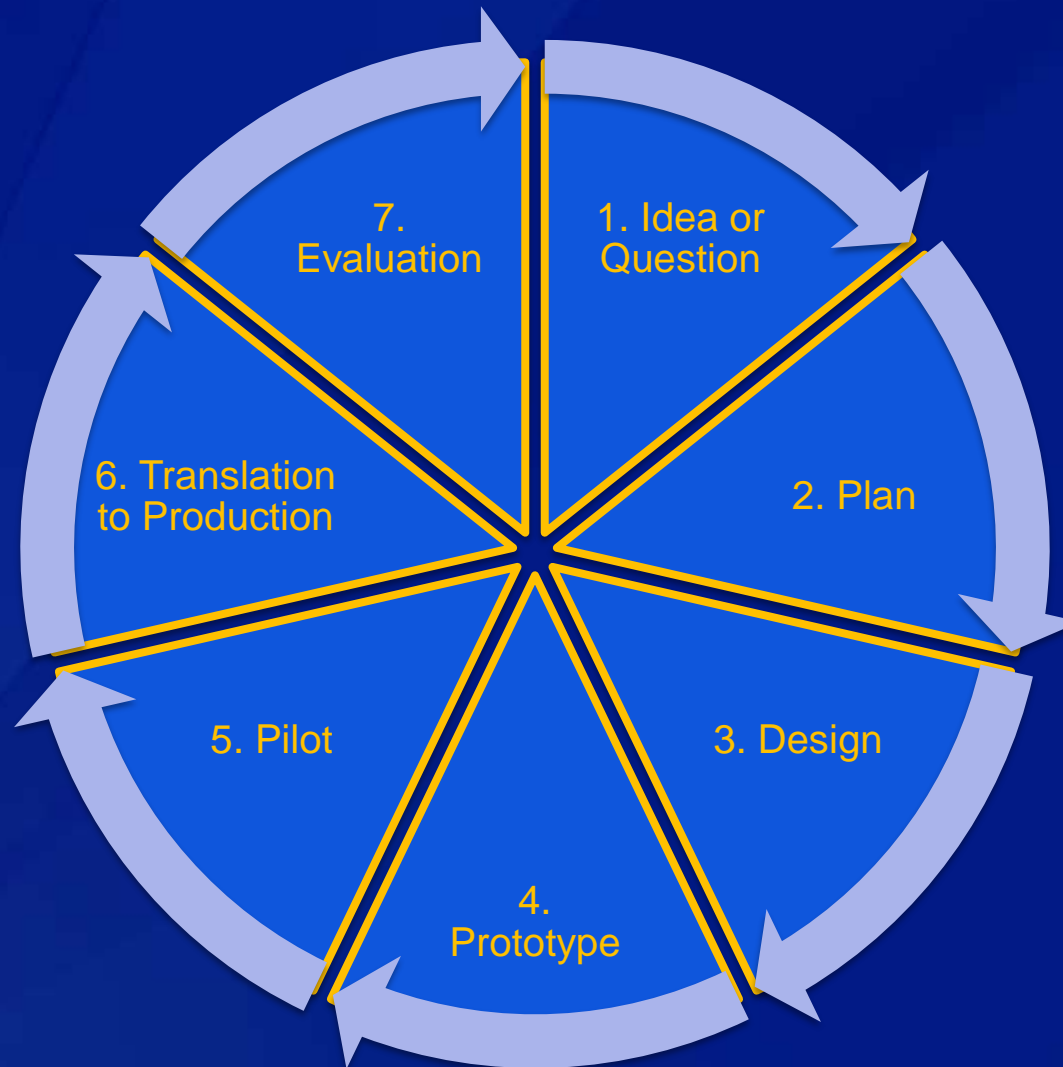 1. Idea or
Question
2. Plan
3. Design
4.
Prototype
5. Pilot
6. Translation
to Production
7.
Evaluation